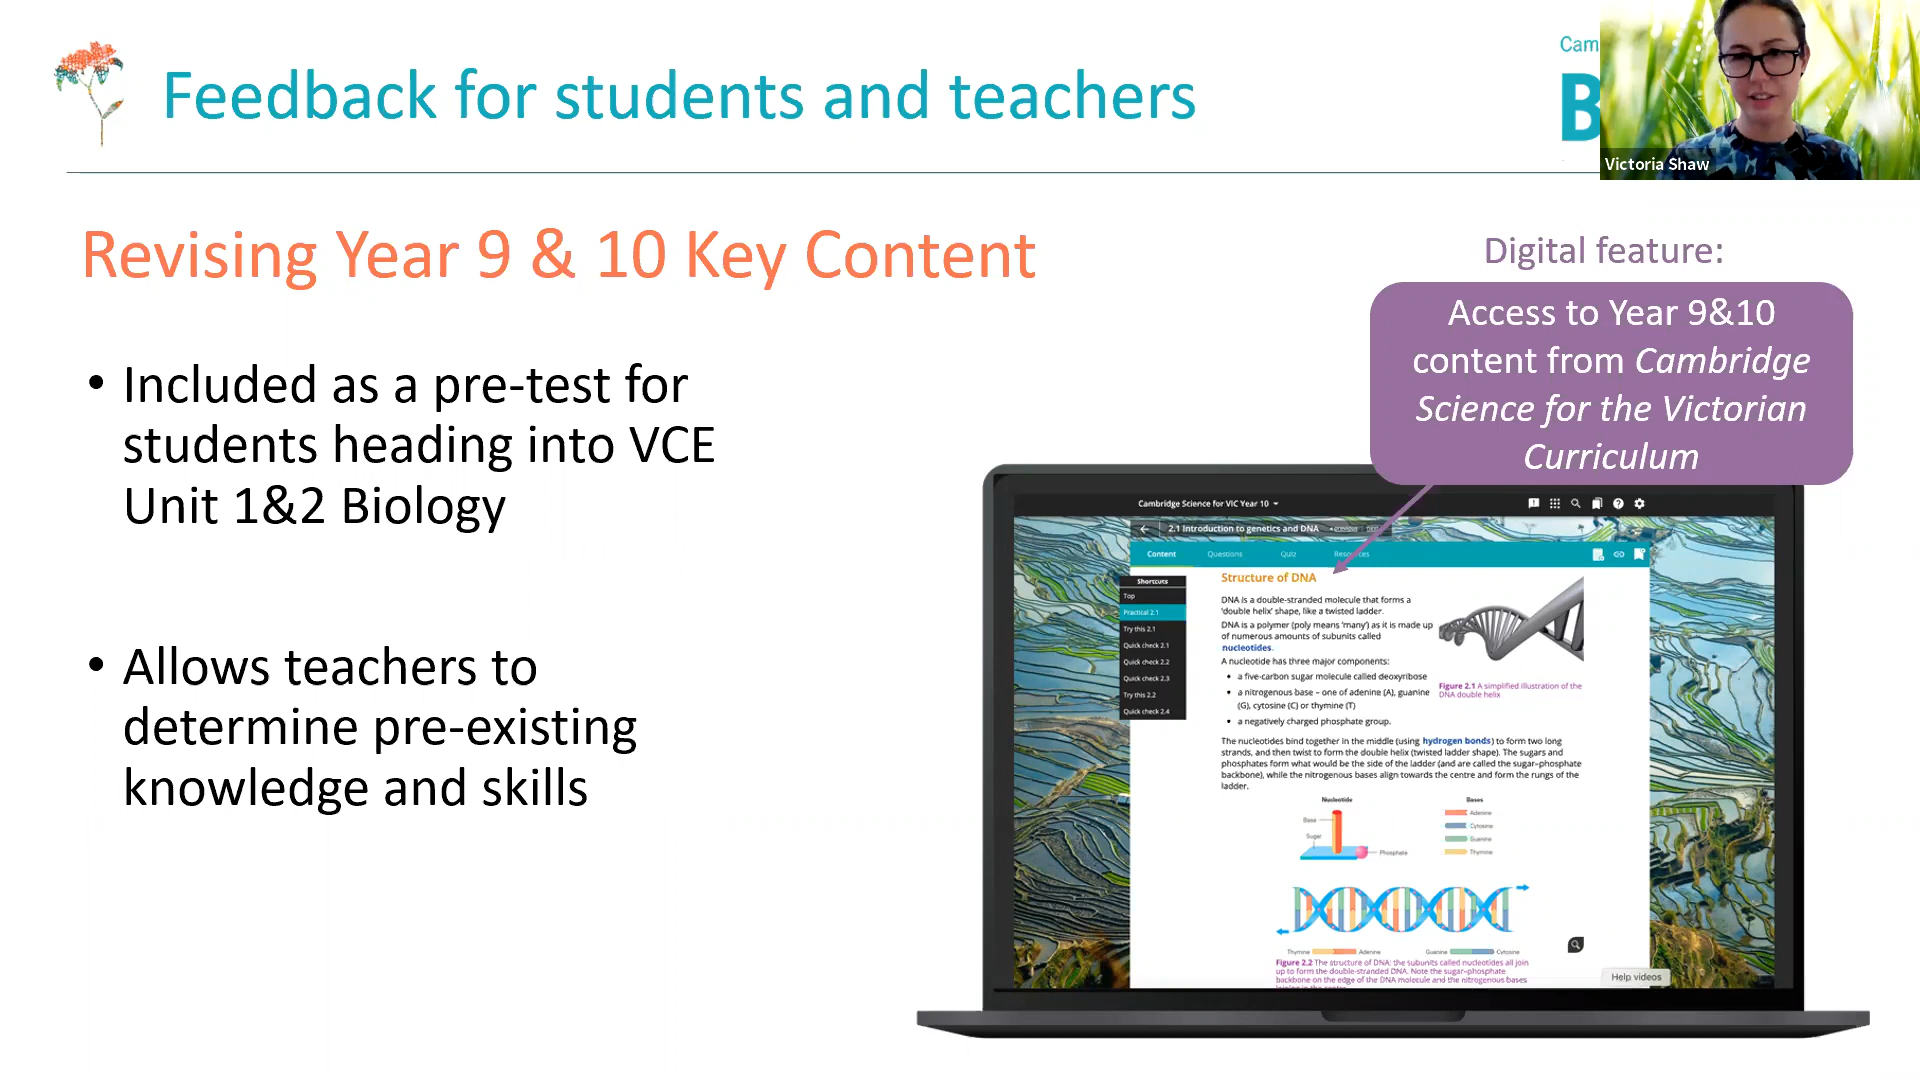 Feedback for students and teachers
Cam
B
Victoria Shaw
Revising Year 9 & 10 Key Content
• Included as a pre-test for
students heading into VCE
Unit 1&2 Biology
• Allows teachers to
determine pre-existing
knowledge and skills
Digital feature:
Access to Year 9&10
content from Cambridge
Science for the Victorian
Curriculum
Cambridge Science for VIC Year 10
2.1 Introduction to genetics and DNA
Content Questions Quiz Resources
Shortcuts
Top
Practical 2.1
Try this 2.1
Quick check 2.1
Quick check 2.2
Quick check 2.3
Try this 2.2
Quick check 2.4
Structure of DNA
DNA is a double-stranded molecule that forms a
'double helix' shape, like a twisted ladder.
DNA is a polymer (poly means 'many') as it is made up
of numerous amounts of subunits called
nucleotides.
A nucleotide has three major components:
• a five-carbon sugar molecule called deoxyribose
• a nitrogenous base – one of adenine (A), guanine
(G), cytosine (C) or thymine (T)
• a negatively charged phosphate group.
Figure 2.1 A simplified illustration of the
DNA double helix
The nucleotides bind together in the middle (using hydrogen bonds) to form two long
strands, and then twist to form the double helix (twisted ladder shape). The sugars and
phosphates form what would be the side of the ladder (and are called the sugar–phosphate
backbone), while the nitrogenous bases align towards the centre and form the rungs of the
ladder.
Nucleotide
Base
Sugar
Phosphate
Bases
Adenine
Cytosine
Guanine
Thymine
Thymine Adenine Guanine Cytosine
Figure 2.2 The structure of DNA: the subunits called nucleotides all join
up to form the double-stranded DNA. Note the sugar–phosphate
backbone on the edge of the DNA molecule and the nitrogenous bases
Help videos